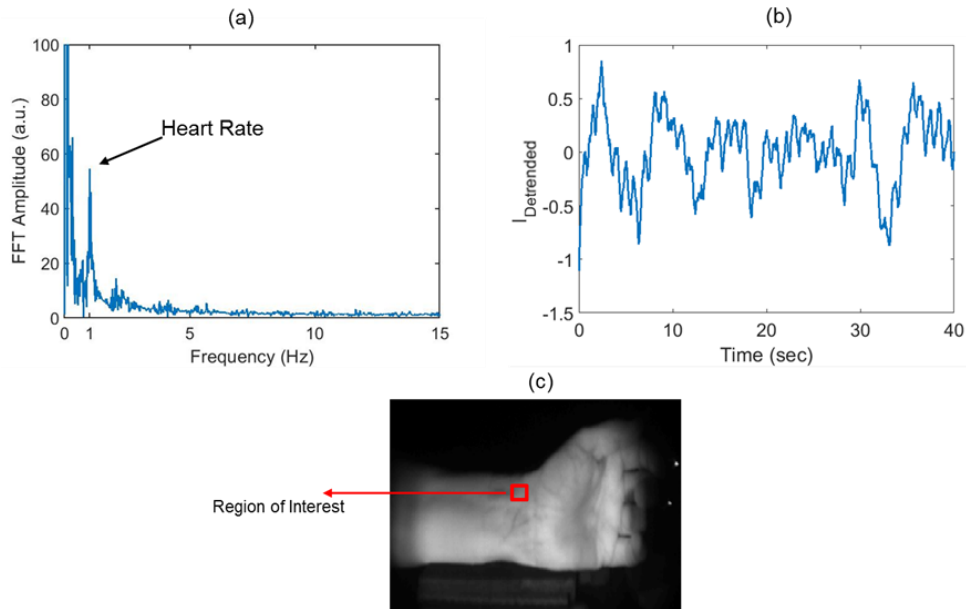 (a)
100
80
60
40
20
0
FFT Amplitude (a.u.)
Heart Rate
0 1 5 10 15
Frequency (Hz)
(b)
1
0.5
0
-0.5
-1
-1.5
I_Detrended
0 10 20 30 40
Time (sec)
(c)
Region of Interest